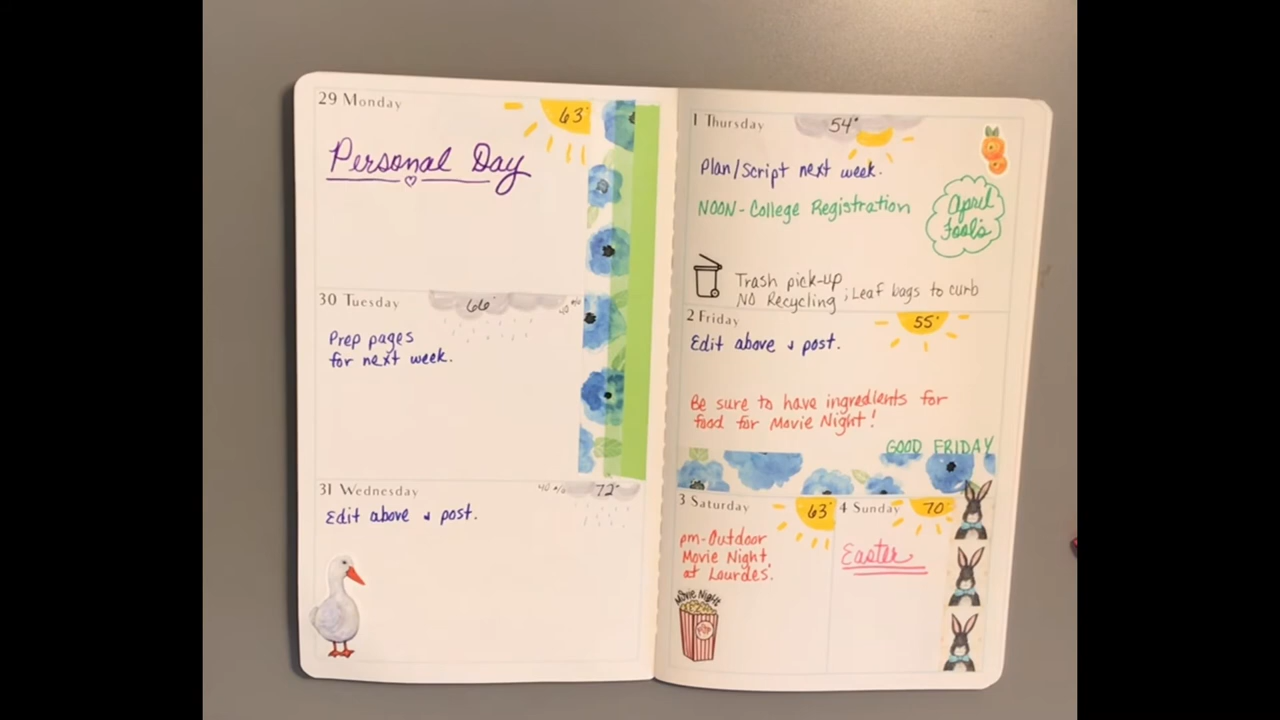 29 Monday
63°
Personal Day
30 Tuesday
66°
Prep pages
for next week.
31 Wednesday
72°
Edit above & post.
1 Thursday
54°
Plan/Script next week.
NOON- College Registration
April
Fool's
Trash pick-up
NO Recycling ; Leaf bags to curb
2 Friday
55°
Edit above & post.
Be sure to have ingredients for
food for Movie Night!
GOOD FRIDAY
3 Saturday
63°
pm-Outdoor
Movie Night
at Lourdes'.
Movie Night
4 Sunday
70°
Easter